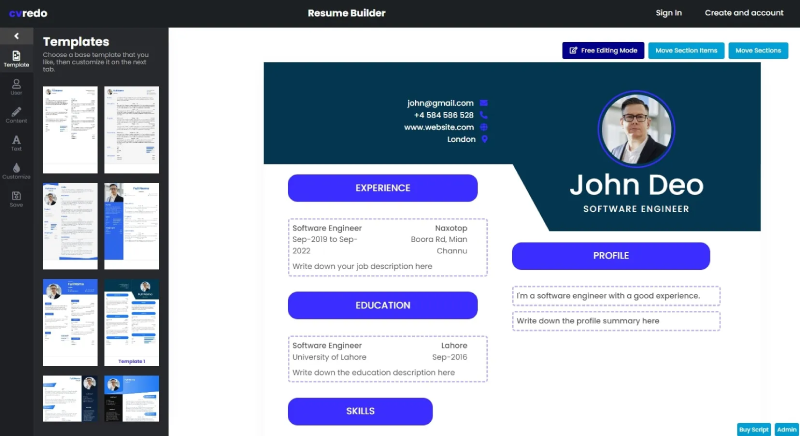 cvredo
Resume Builder
Sign In
Create and account
Template
User
Consent
Text
Customize
Save
Templates
Choose a base template that you
like, then customize it on the next
tab.
Template 1
Free Editing Mode
Move Section Items
Move Sections
john@gmail.com
+4 584 586 528
www.website.com
London
John Deo
SOFTWARE ENGINEER
EXPERIENCE
Software Engineer
Naxotop
Sep-2019 to Sep-
2022
Boora Rd, Mian
Channu
Write down your job description here
EDUCATION
Software Engineer
Lahore
University of Lahore
Sep-2016
Write down the education description here
SKILLS
PROFILE
I'm a software engineer with a good experience.
Write down the profile summary here
Buy Script
Admin